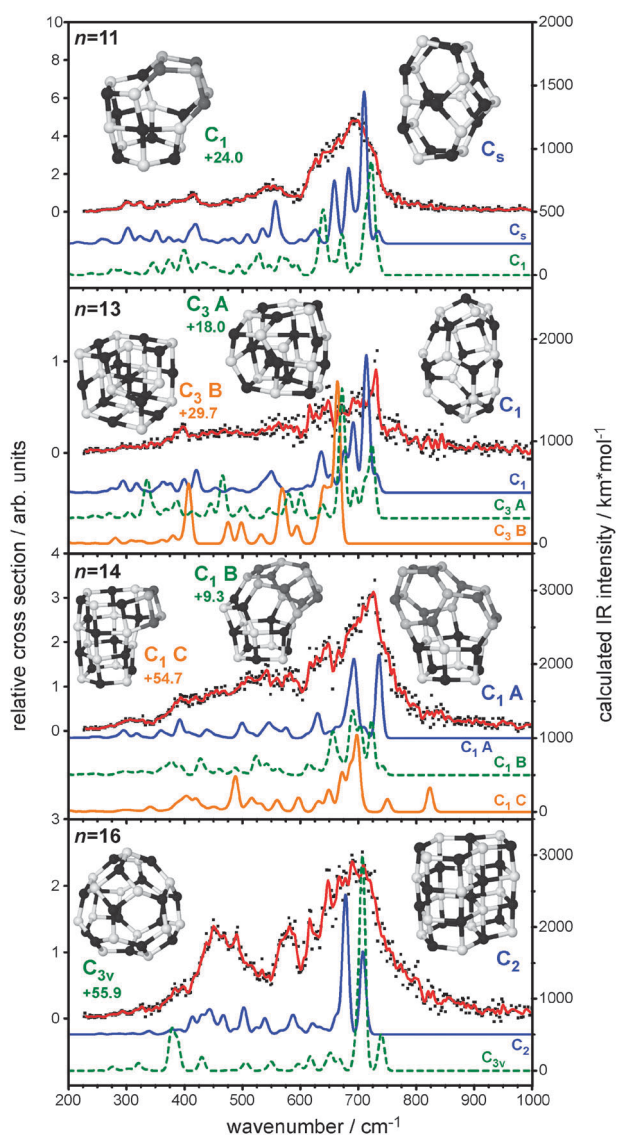 relative cross section / arb. units
calculated IR intensity / km*mol-1
n=11
10
8
6
4
2
0
2000
1500
1000
500
0
C1
+24.0
Cs
Cs
C1
n=13
1
0
2000
1000
0
C3 A
+18.0
C3 B
+29.7
C1
C1
C3 A
C3 B
n=14
4
3
2
1
0
3000
2000
1000
0
C1 B
+9.3
C1 C
+54.7
C1 A
C1 A
C1 B
C1 C
n=16
3
2
1
0
3000
2000
1000
0
C3v
+55.9
C2
C2
C3v
200 300 400 500 600 700 800 900 1000
wavenumber / cm-1